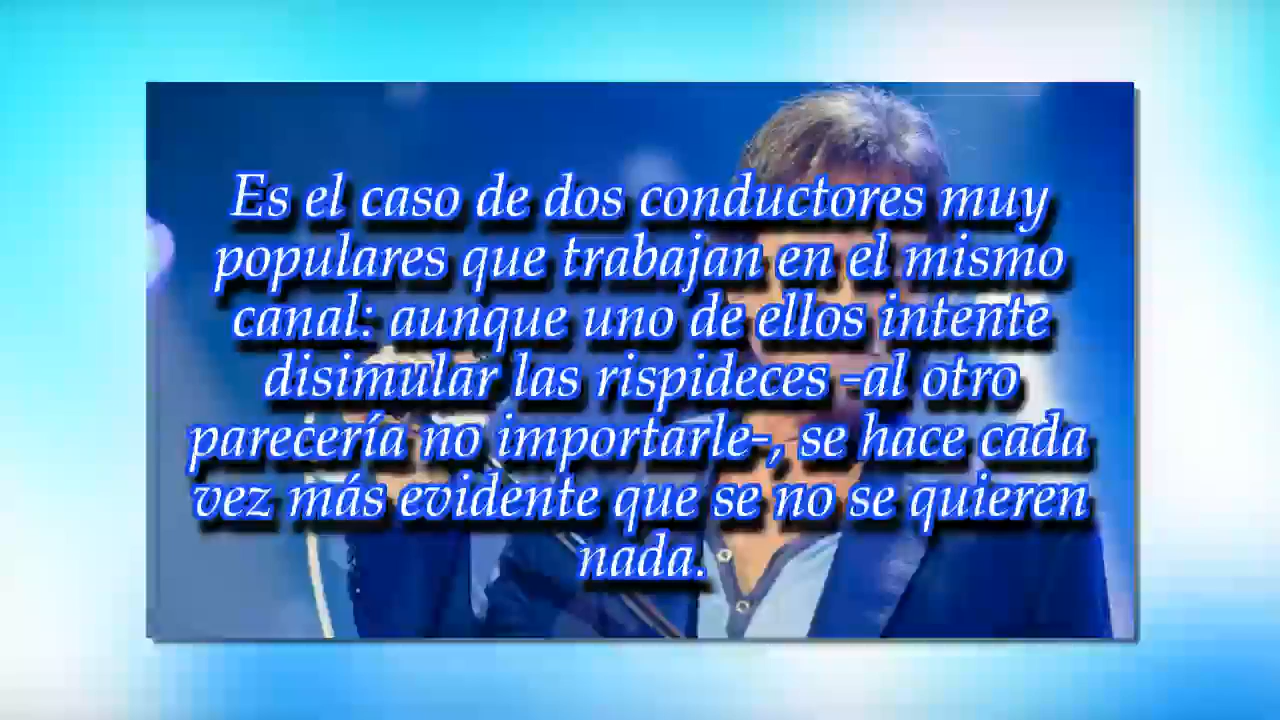 Es el caso de dos conductores muy
populares que trabajan en el mismo
canal: aunque uno de ellos intente
disimular las rispideces -al otro
parecería no importarle-, se hace cada
vez más evidente que se no se quieren
nada.